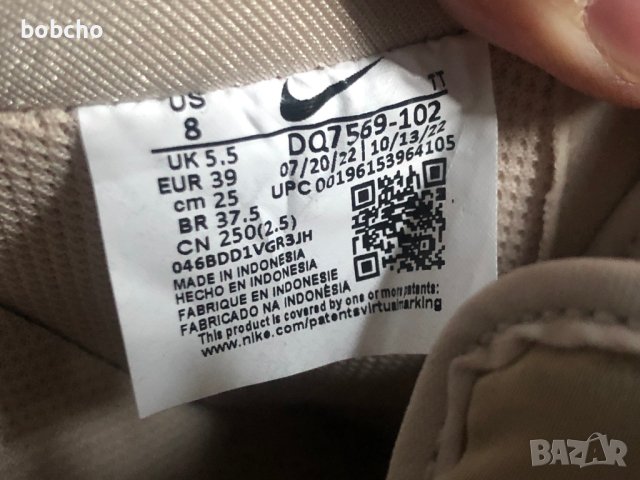 bobcho
US
8
UK 5.5
EUR 39
cm 25
BR 37.5
CN 250(2.5)
046BDD1VGR3JH
TT
DQ7569-102
07/20/22 | 10/13/22
UPC 00196153964105
MADE IN INDONESIA
HECHO EN INDONESIA
FABRIQUE EN INDONESIE
FABRICADO NA INDONÉSIA
This product is covered by one or more patents:
www.nike.com/patentsvirtualmarking
BAZAR